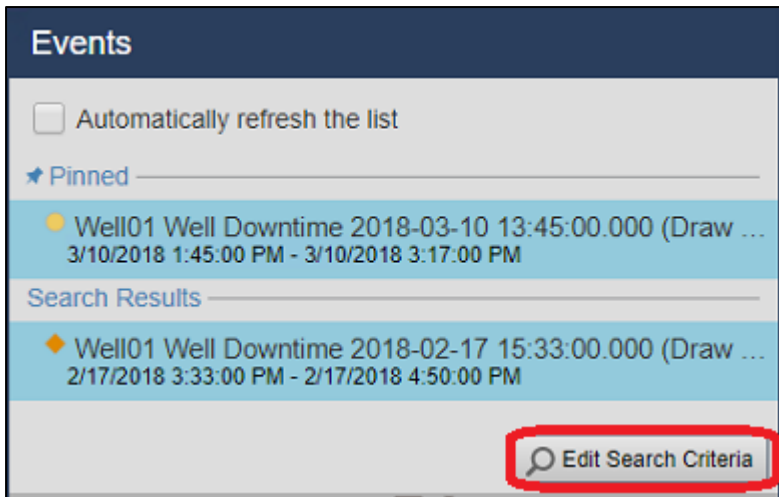 Events
Automatically refresh the list
Pinned
Well01 Well Downtime 2018-03-10 13:45:00.000 (Draw ...
3/10/2018 1:45:00 PM - 3/10/2018 3:17:00 PM
Search Results
Well01 Well Downtime 2018-02-17 15:33:00.000 (Draw ...
2/17/2018 3:33:00 PM - 2/17/2018 4:50:00 PM
Edit Search Criteria